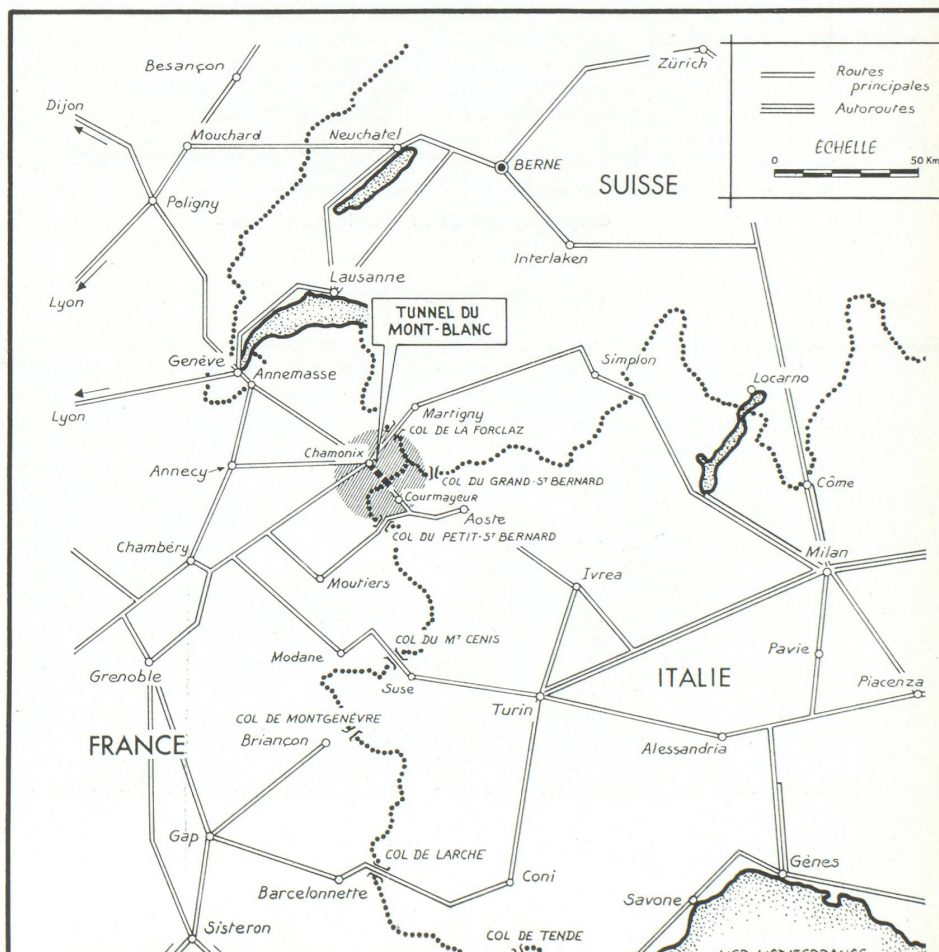 Besançon
Zürich
Routes
principales
Autoroutes
ÉCHELLE
0 50 Km
Dijon
Mouchard
Neuchatel
BERNE
SUISSE
Poligny
Interlaken
Lyon
Lausanne
TUNNEL DU
MONT-BLANC
Genève
Annemasse
Simplon
Locarno
Lyon
Martigny
COL DE LA FORCLAZ
Chamonix
Annecy
COL DU GRAND-ST BERNARD
Côme
Courmayeur
Aoste
COL DU PETIT-ST BERNARD
Chambéry
Milan
Moutiers
Ivrea
COL DU MT CENIS
Modane
Pavie
Grenoble
Suse
ITALIE
Piacenza
Turin
COL DE MONTGENÈVRE
Briançon
FRANCE
Alessandria
Gap
COL DE LARCHE
Gènes
Barcelonnette
Coni
Savone
Sisteron
COL DE TENDE